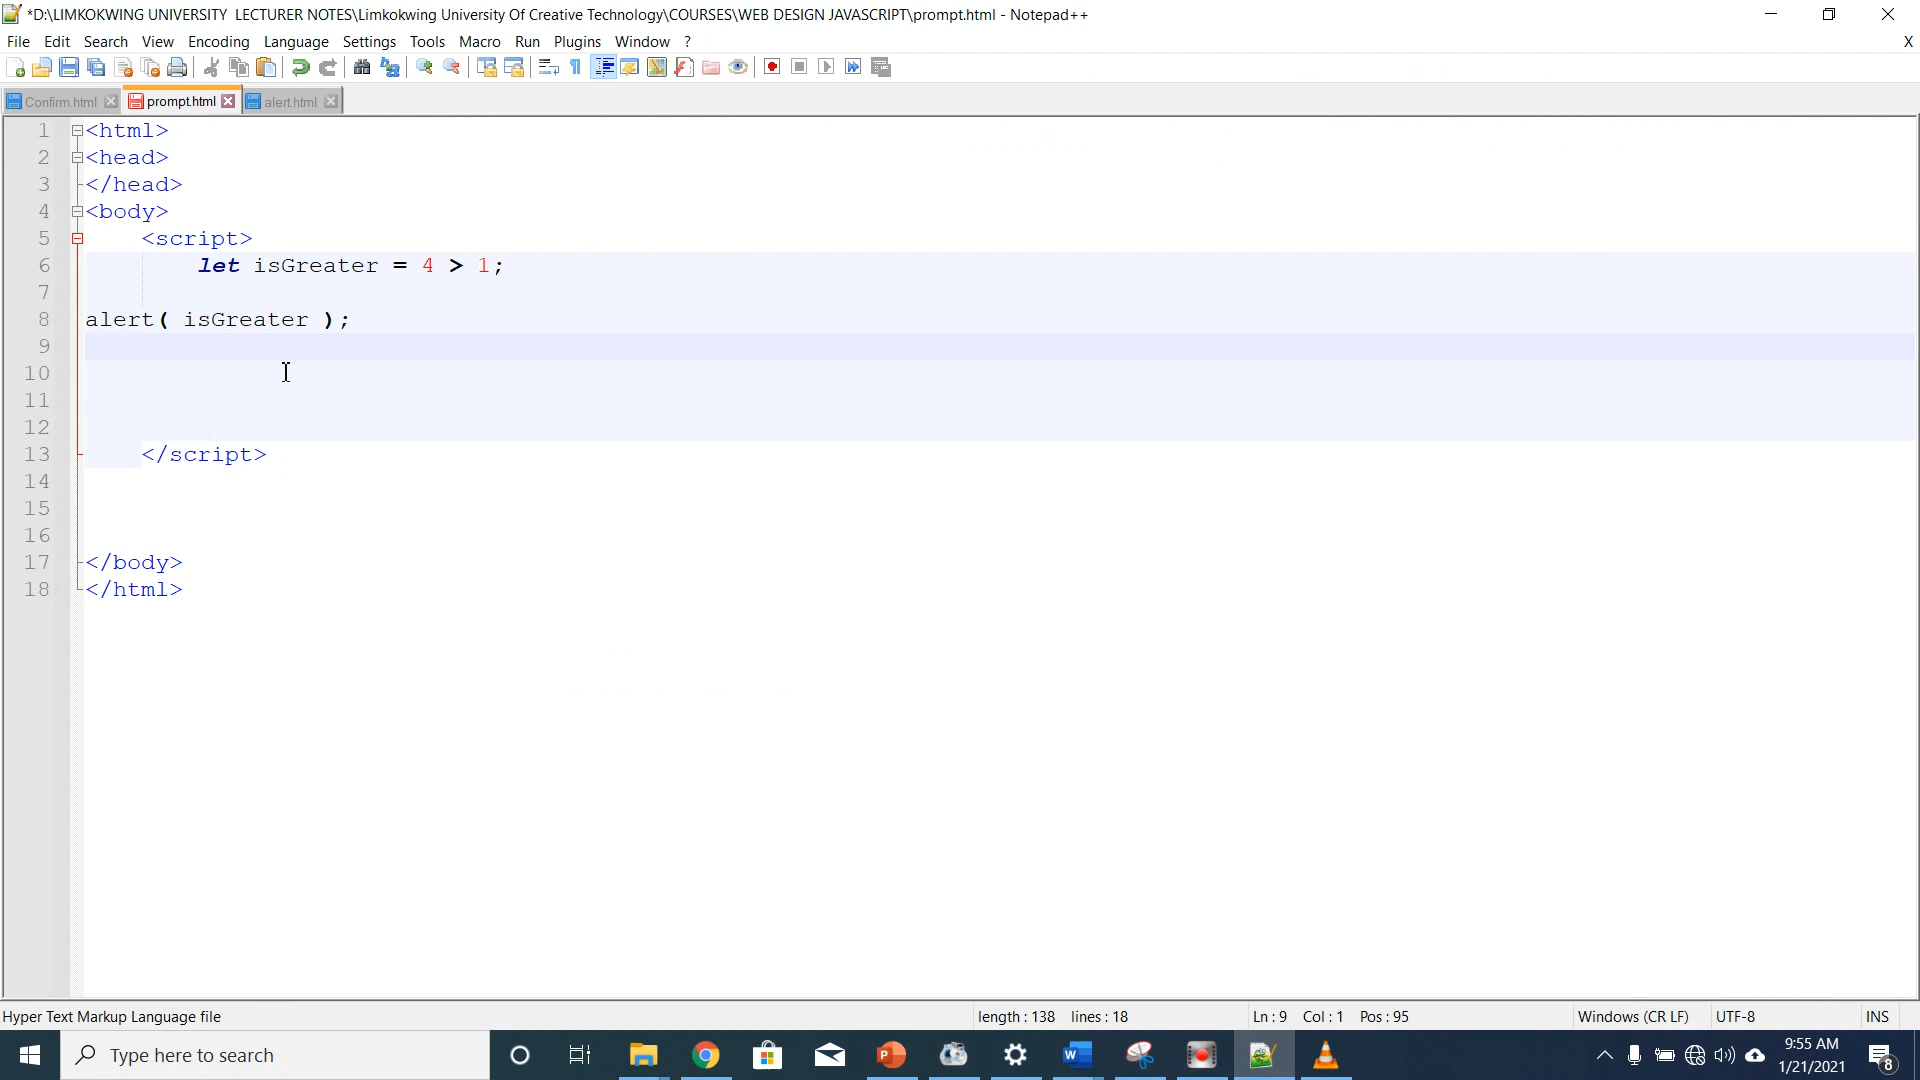 *D:\LIMKOKWING UNIVERSITY  LECTURER NOTES\Limkokwing University Of Creative Technology\COURSES\WEB DESIGN JAVASCRIPT\prompt.html - Notepad++
File Edit Search View Encoding Language Settings Tools Macro Run Plugins Window ? X
Confirm.html prompt.html alert.html
1 <html>
2 <head>
3 </head>
4 <body>
5 <script>
6 let isGreater = 4 > 1;
7
8 alert( isGreater );
9
10
11
12
13 </script>
14
15
16
17 </body>
18 </html>
Hyper Text Markup Language file length : 138 lines : 18 Ln : 9 Col : 1 Pos : 95 Windows (CR LF) UTF-8 INS
Type here to search
9:55 AM
1/21/2021
8